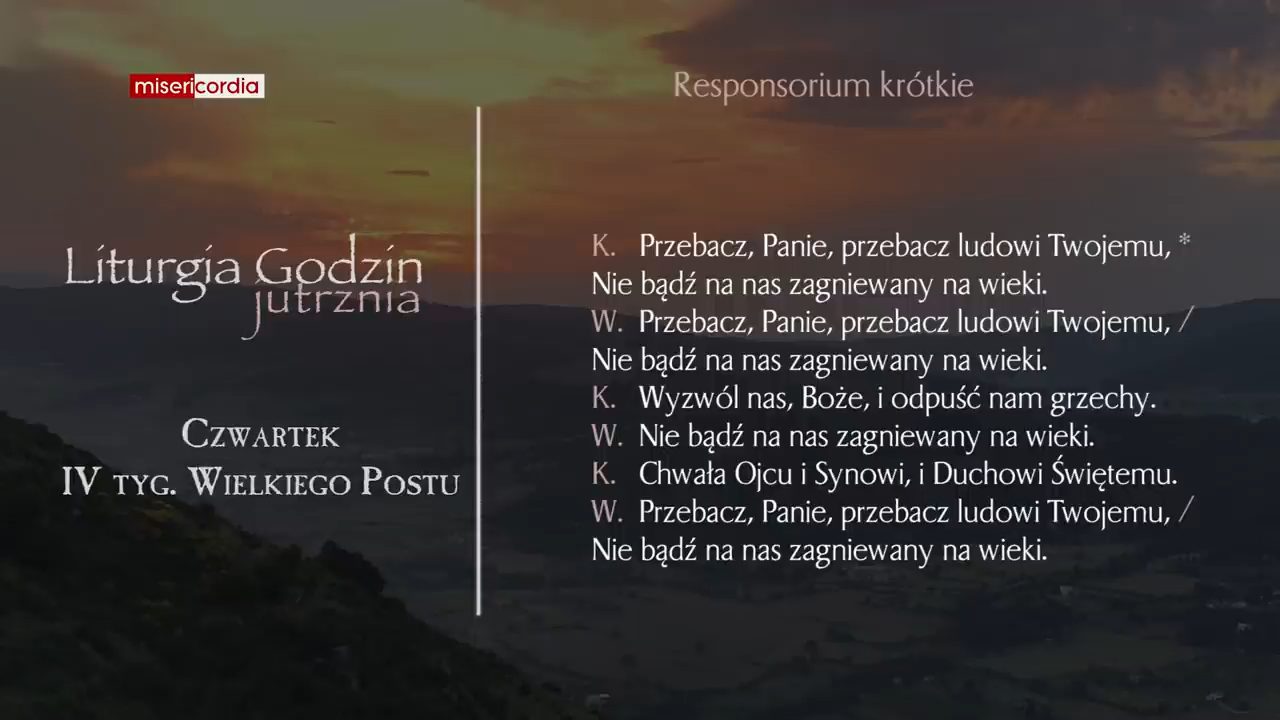 misericordia
Liturgia Godzin
jutrznia
Czwartek
IV tyg. Wielkiego Postu
Responsorium krótkie
K. Przebacz, Panie, przebacz ludowi Twojemu, *
Nie bądź na nas zagniewany na wieki.
W. Przebacz, Panie, przebacz ludowi Twojemu, /
Nie bądź na nas zagniewany na wieki.
K. Wyzwól nas, Boże, i odpuść nam grzechy.
W. Nie bądź na nas zagniewany na wieki.
K. Chwała Ojcu i Synowi, i Duchowi Świętemu.
W. Przebacz, Panie, przebacz ludowi Twojemu, /
Nie bądź na nas zagniewany na wieki.